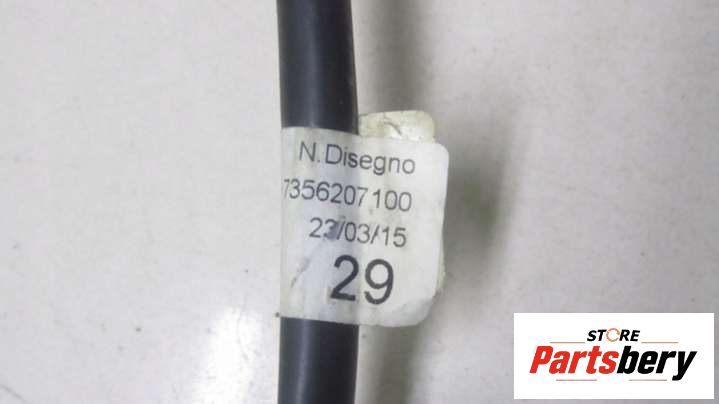 N. Disegno
7356207100
23/03/15
29
STORE
Partsbery